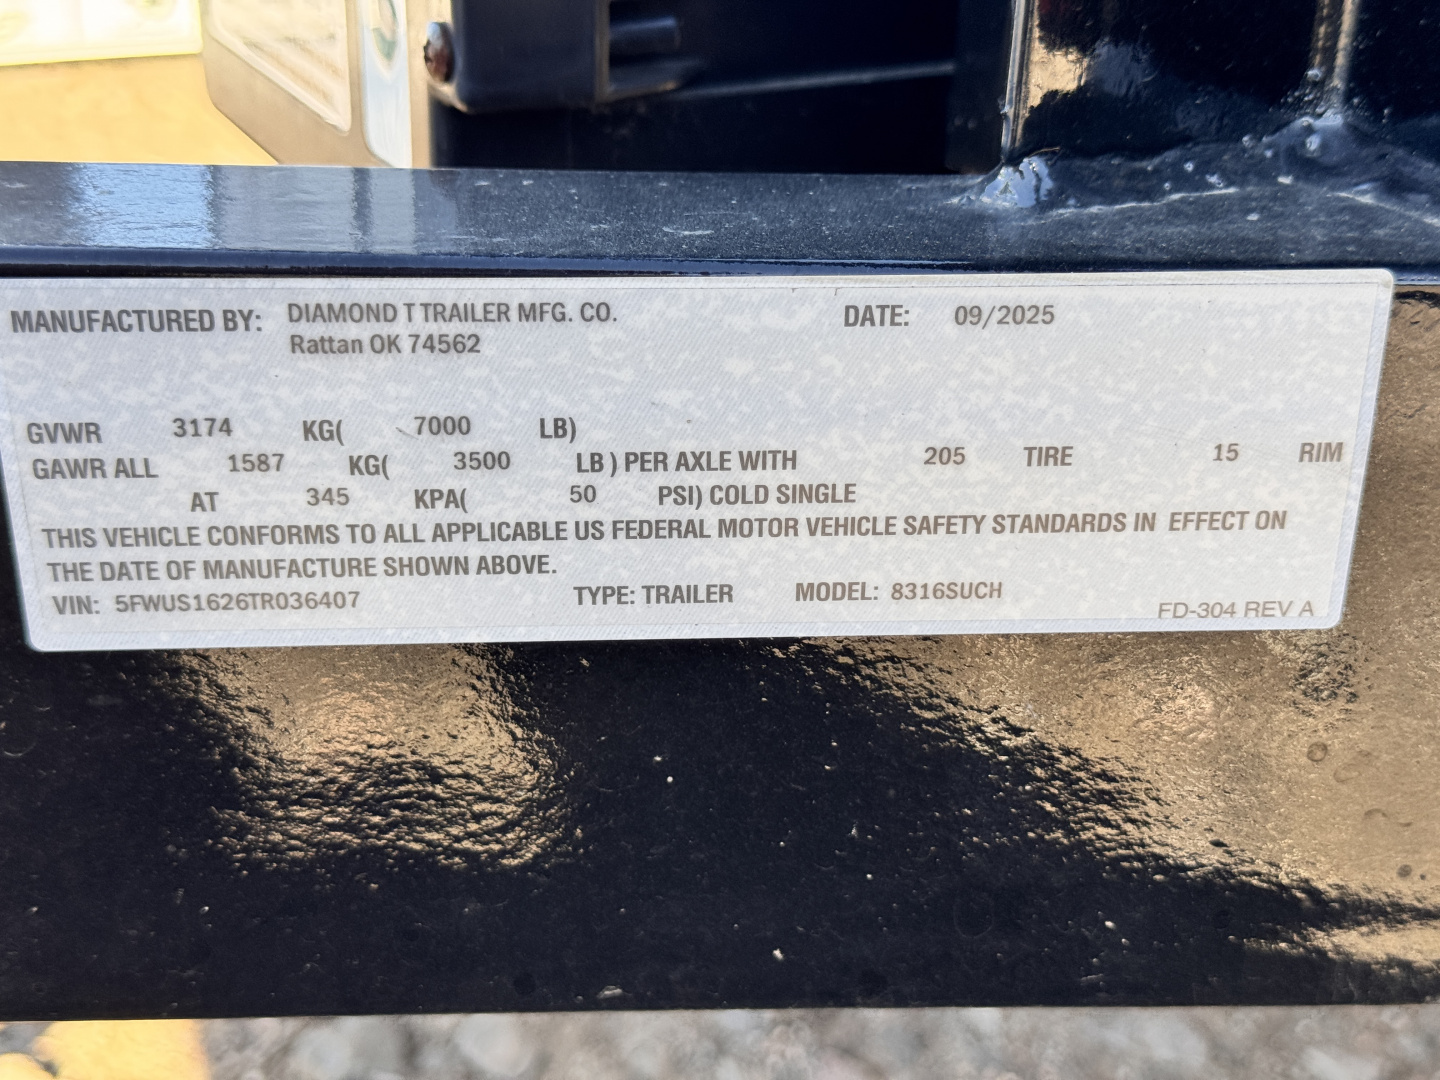 MANUFACTURED BY: DIAMOND T TRAILER MFG. CO. DATE: 09/2025
Rattan OK 74562
GVWR 3174 KG( 7000 LB)
GAWR ALL 1587 KG( 3500 LB ) PER AXLE WITH 205 TIRE 15 RIM
AT 345 KPA( 50 PSI) COLD SINGLE
THIS VEHICLE CONFORMS TO ALL APPLICABLE US FEDERAL MOTOR VEHICLE SAFETY STANDARDS IN EFFECT ON
THE DATE OF MANUFACTURE SHOWN ABOVE.
VIN: 5FWUS1626TR036407 TYPE: TRAILER MODEL: 8316SUCH
FD-304 REV A